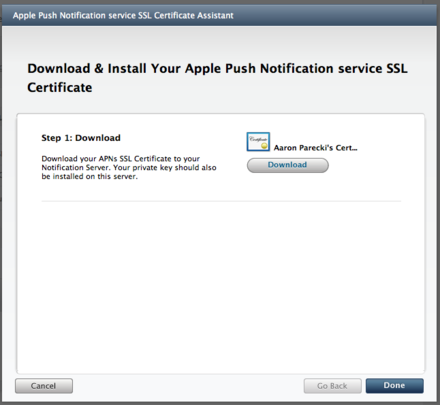 Apple Push Notification service SSL Certificate Assistant
Download & Install Your Apple Push Notification service SSL
Certificate
Step 1: Download
Download your APNs SSL Certificate to your
Notification Server. Your private key should also
be installed on this server.
Certificate
Aaron Parecki's Cert...
Download
Cancel
Go Back
Done